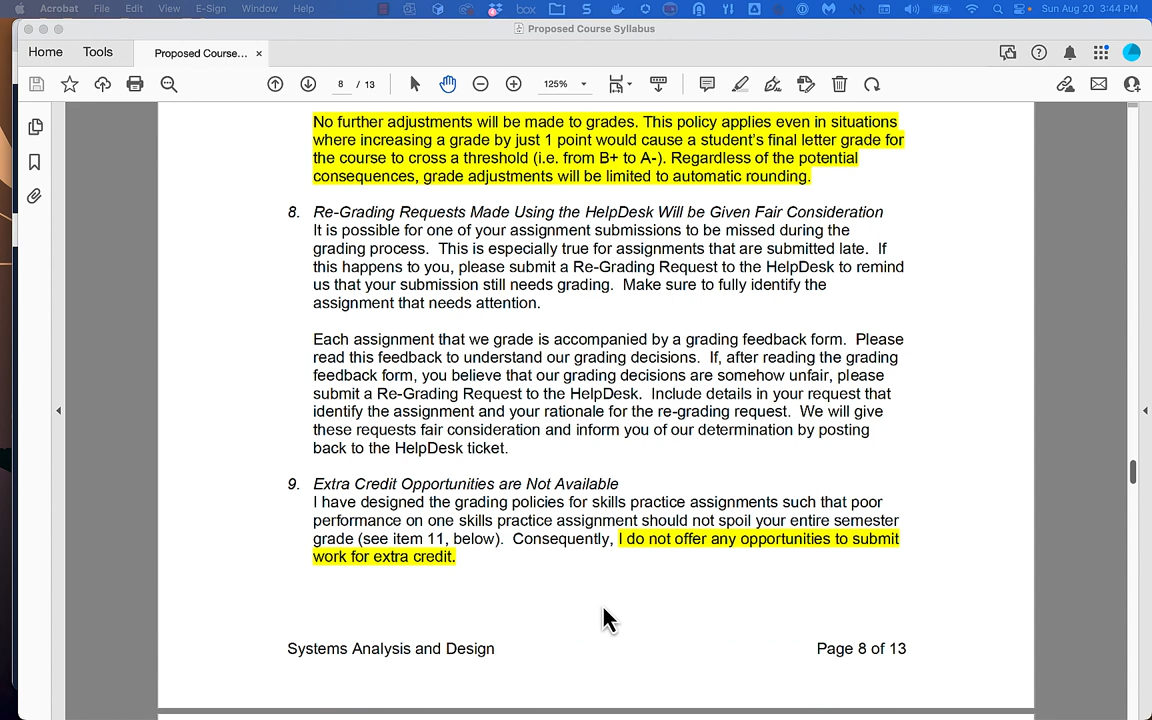 Acrobat File Edit View E-Sign Window Help
box
Sun Aug 20 3:44 PM
Proposed Course Syllabus
Home Tools Proposed Course... ×
8 / 13 125%
No further adjustments will be made to grades. This policy applies even in situations
where increasing a grade by just 1 point would cause a student's final letter grade for
the course to cross a threshold (i.e. from B+ to A-). Regardless of the potential
consequences, grade adjustments will be limited to automatic rounding.
8. Re-Grading Requests Made Using the HelpDesk Will be Given Fair Consideration
It is possible for one of your assignment submissions to be missed during the
grading process. This is especially true for assignments that are submitted late. If
this happens to you, please submit a Re-Grading Request to the HelpDesk to remind
us that your submission still needs grading. Make sure to fully identify the
assignment that needs attention.
Each assignment that we grade is accompanied by a grading feedback form. Please
read this feedback to understand our grading decisions. If, after reading the grading
feedback form, you believe that our grading decisions are somehow unfair, please
submit a Re-Grading Request to the HelpDesk. Include details in your request that
identify the assignment and your rationale for the re-grading request. We will give
these requests fair consideration and inform you of our determination by posting
back to the HelpDesk ticket.
9. Extra Credit Opportunities are Not Available
I have designed the grading policies for skills practice assignments such that poor
performance on one skills practice assignment should not spoil your entire semester
grade (see item 11, below). Consequently, I do not offer any opportunities to submit
work for extra credit.
Systems Analysis and Design Page 8 of 13